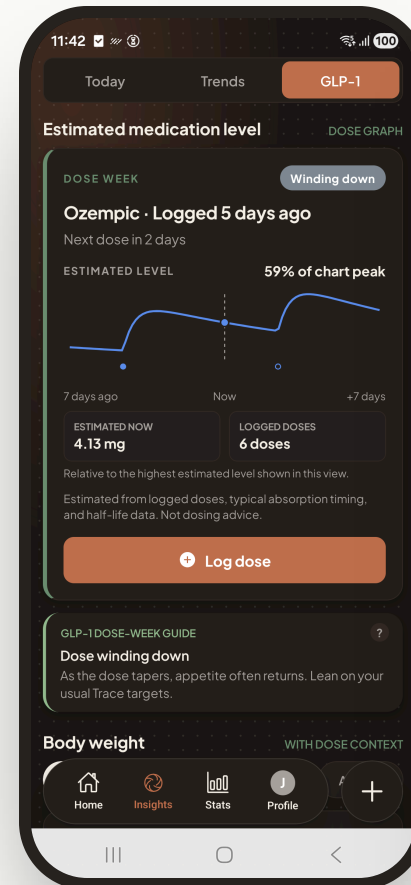 11:42
100
Today
Trends
GLP-1
Estimated medication level
DOSE GRAPH
DOSE WEEK
Winding down
Ozempic · Logged 5 days ago
Next dose in 2 days
ESTIMATED LEVEL
59% of chart peak
7 days ago
Now
+7 days
ESTIMATED NOW
4.13 mg
LOGGED DOSES
6 doses
Relative to the highest estimated level shown in this view.
Estimated from logged doses, typical absorption timing,
and half-life data. Not dosing advice.
Log dose
GLP-1 DOSE-WEEK GUIDE
?
Dose winding down
As the dose tapers, appetite often returns. Lean on your
usual Trace targets.
Body weight
WITH DOSE CONTEXT
Home
Insights
Stats
J
Profile